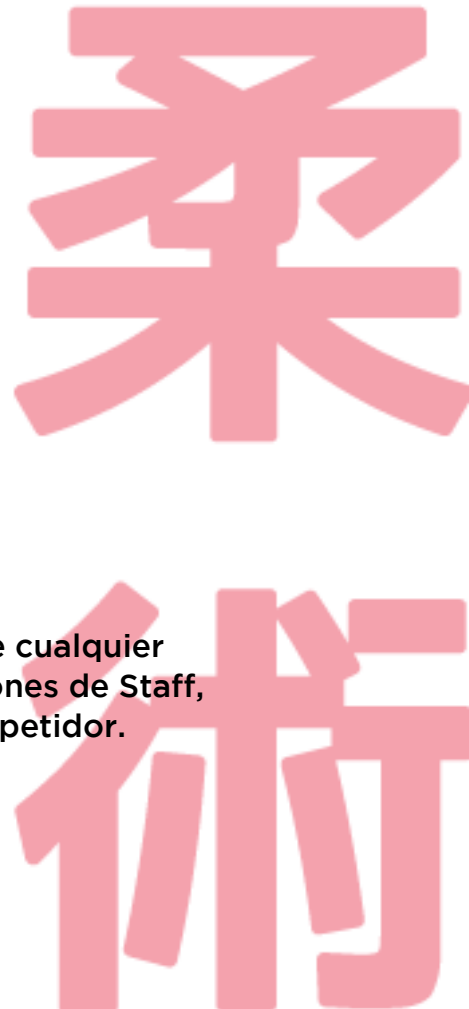 柔
術
e cualquier
ones de Staff,
petidor.